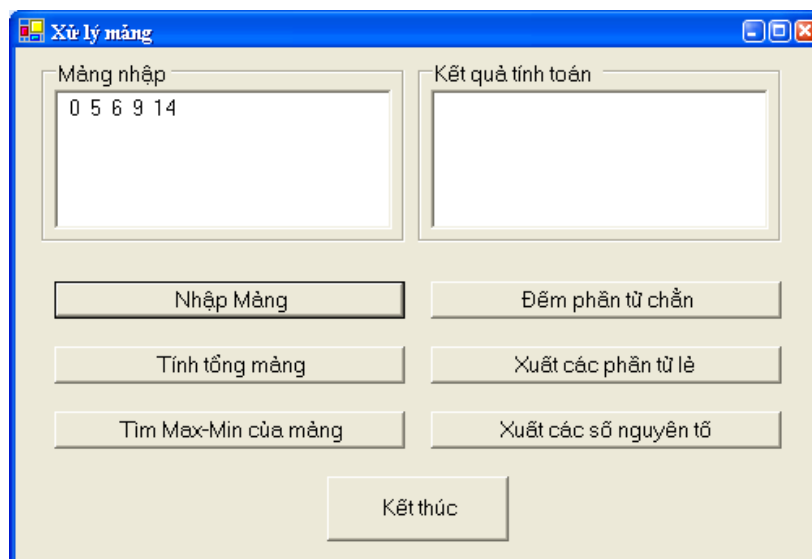 Xử lý mảng
Mảng nhập
Kết quả tính toán
0 5 6 9 14
Nhập Mảng
Đếm phần tử chẳn
Tính tổng mảng
Xuất các phần tử lẻ
Tìm Max-Min của mảng
Xuất các số nguyên tố
Kết thúc